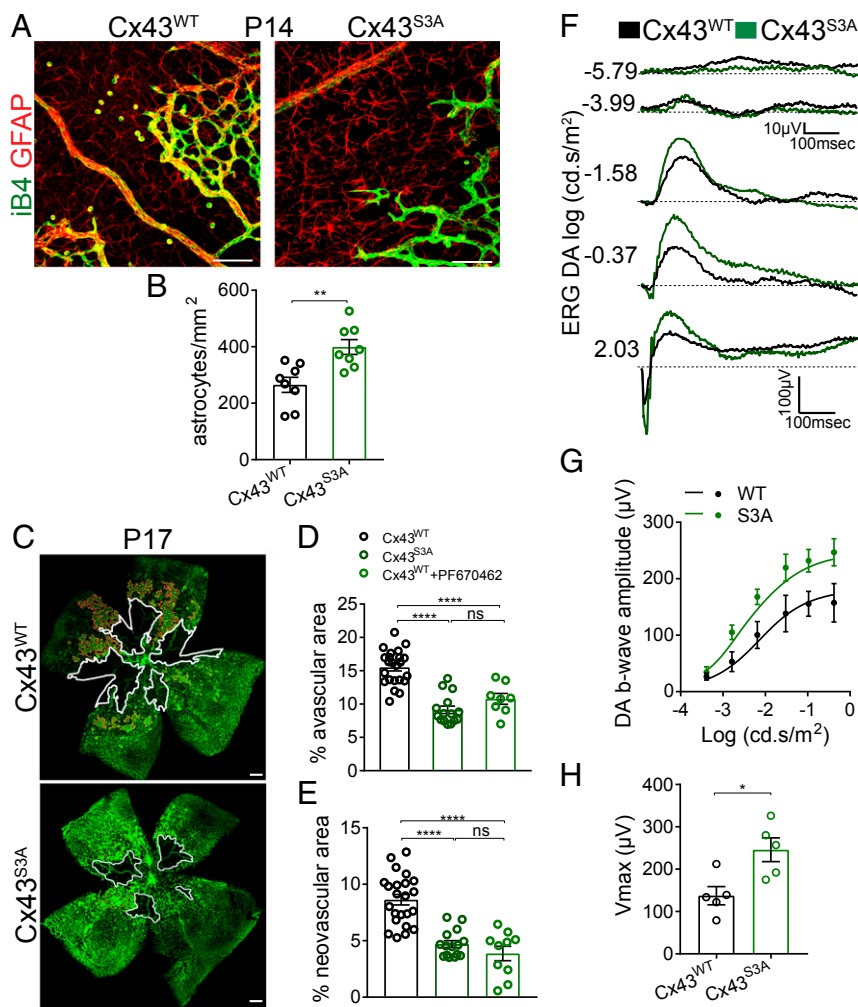 A
Cx43WT P14 Cx43S3A
iB4 GFAP
B
**
astrocytes/mm2
600
400
200
0
Cx43WT
Cx43S3A
C
P17
Cx43WT
Cx43S3A
D
Cx43WT
Cx43S3A
Cx43WT+PF670462
****
**** ns
% avascular area
25
20
15
10
5
0
E
****
**** ns
% neovascular area
15
10
5
0
F
Cx43WT Cx43S3A
ERG DA log (cd.s/m2)
-5.79
-3.99
10µV
100msec
-1.58
-0.37
2.03
100µV
100msec
G
WT
S3A
DA b-wave amplitude (µV)
300
200
100
0
-4 -3 -2 -1 0
Log (cd.s/m2)
H
*
Vmax (µV)
400
300
200
100
0
Cx43WT
Cx43S3A